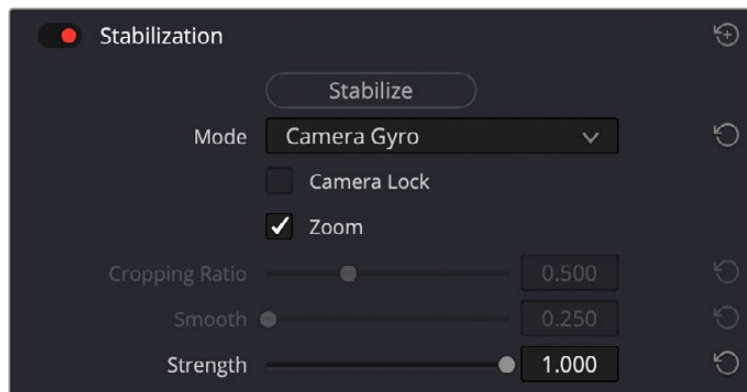 Stabilization
Stabilize
Mode Camera Gyro
Camera Lock
Zoom
Cropping Ratio 0.500
Smooth 0.250
Strength 1.000